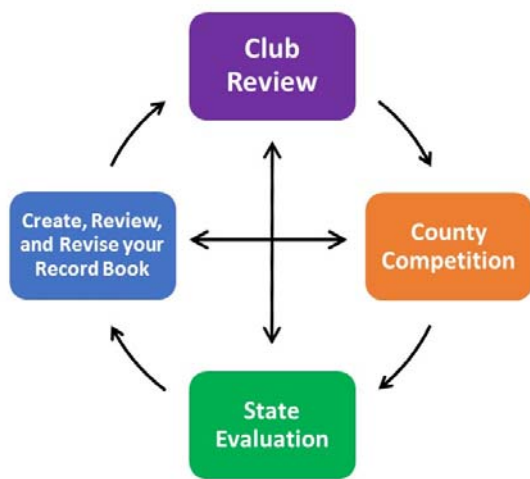 Club
Review
Create, Review,
and Revise your
Record Book
County
Competition
State
Evaluation